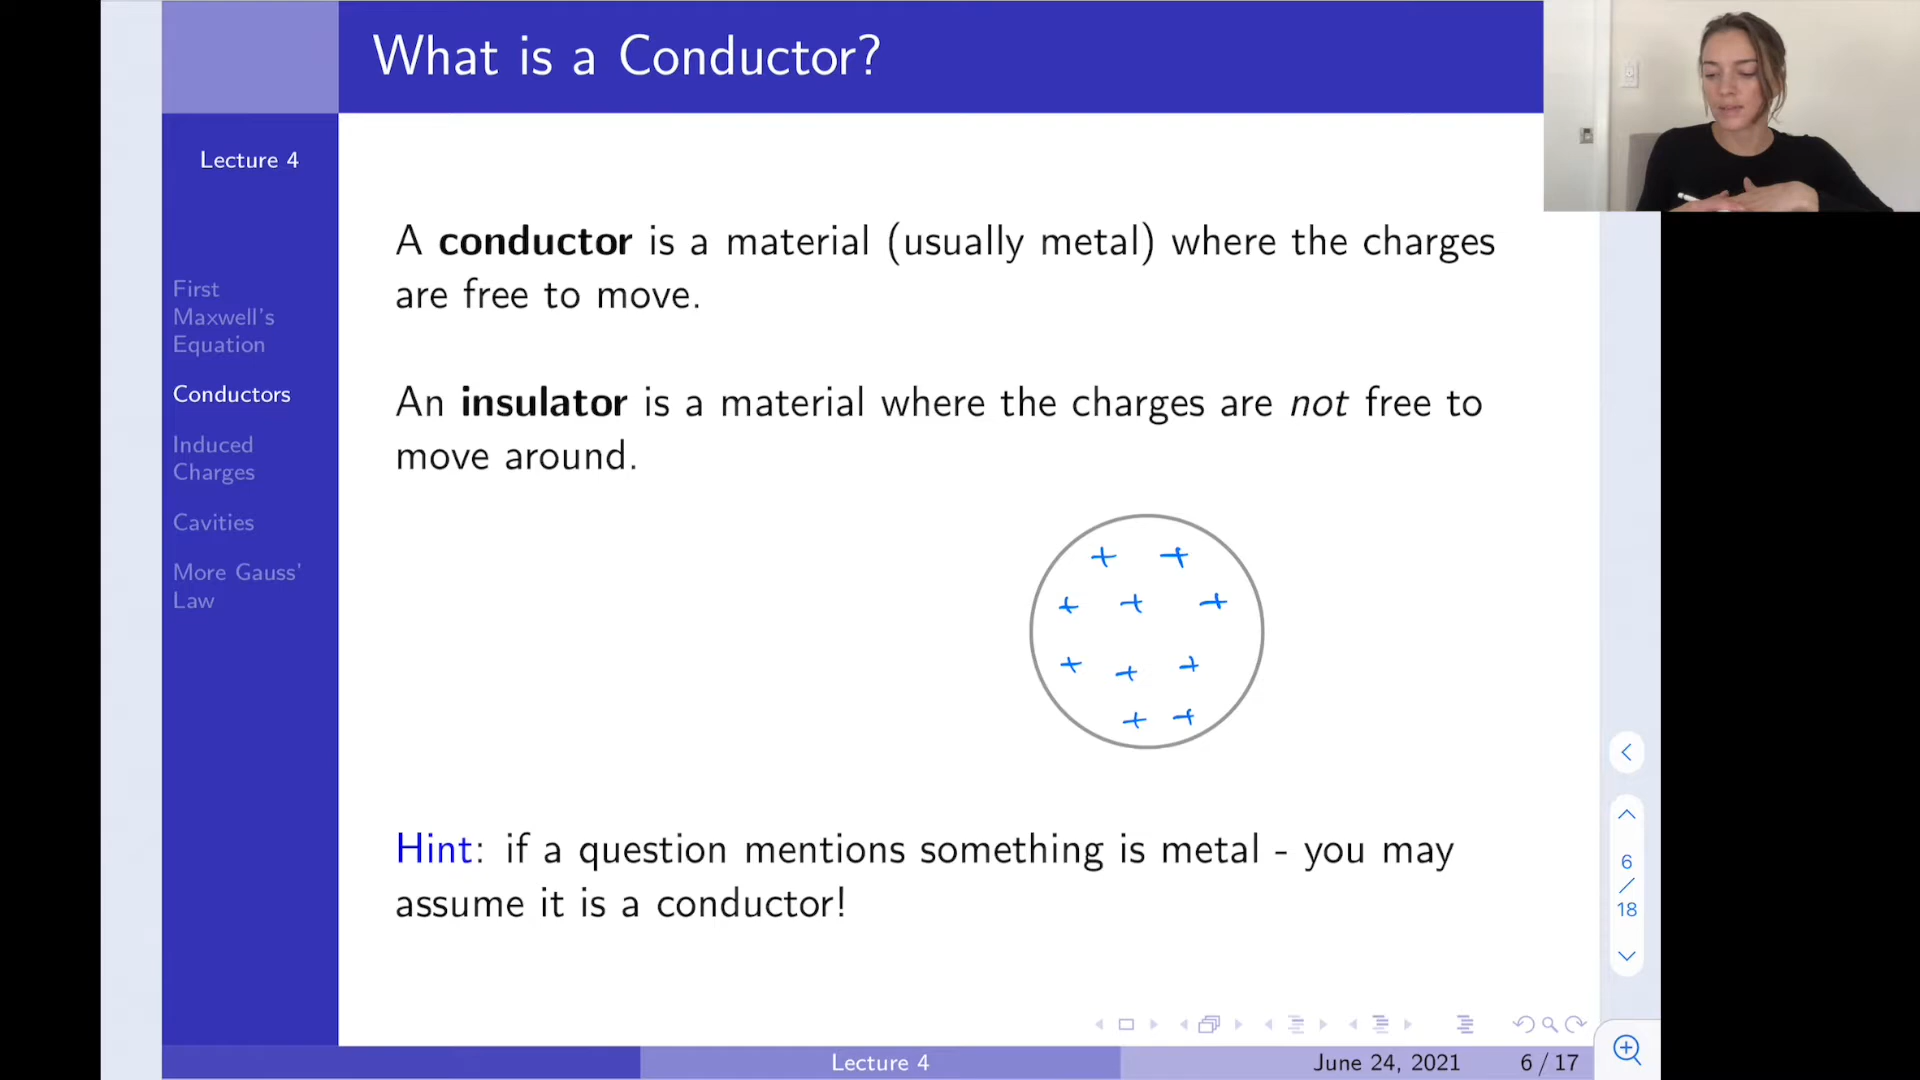 What is a Conductor?
Lecture 4
First
Maxwell's
Equation
Conductors
Induced
Charges
Cavities
More Gauss'
Law
A conductor is a material (usually metal) where the charges
are free to move.
An insulator is a material where the charges are not free to
move around.
+ +
+ + +
+ + +
+ +
Hint: if a question mentions something is metal - you may
assume it is a conductor!
6
/
18
Lecture 4
June 24, 2021
6 / 17